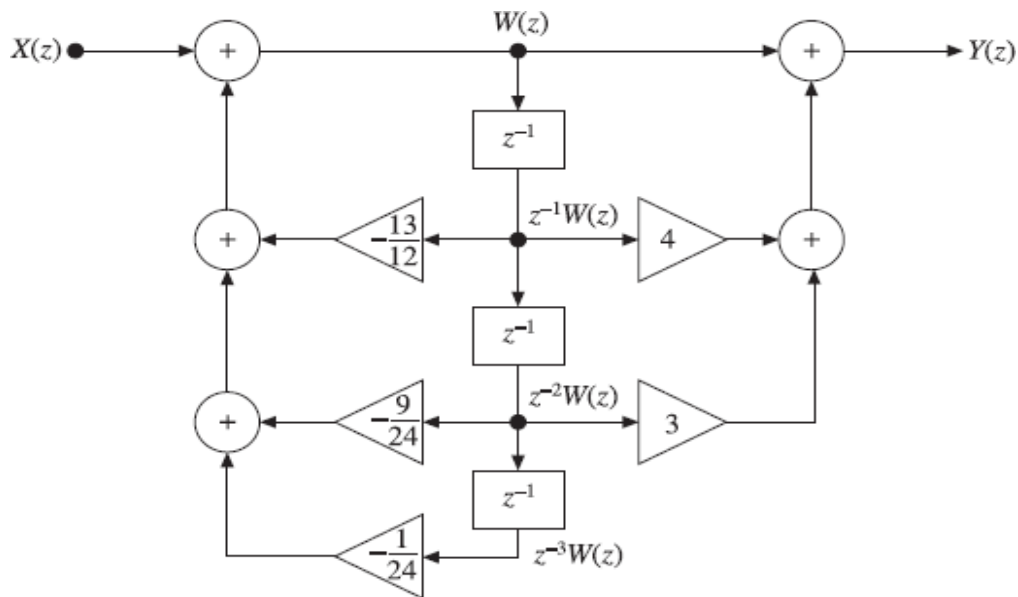 X(z) + W(z) + Y(z)
z⁻¹
+ −13/12 z⁻¹W(z) 4 +
z⁻¹
+ −9/24 z⁻²W(z) 3
z⁻¹
−1/24 z⁻³W(z)